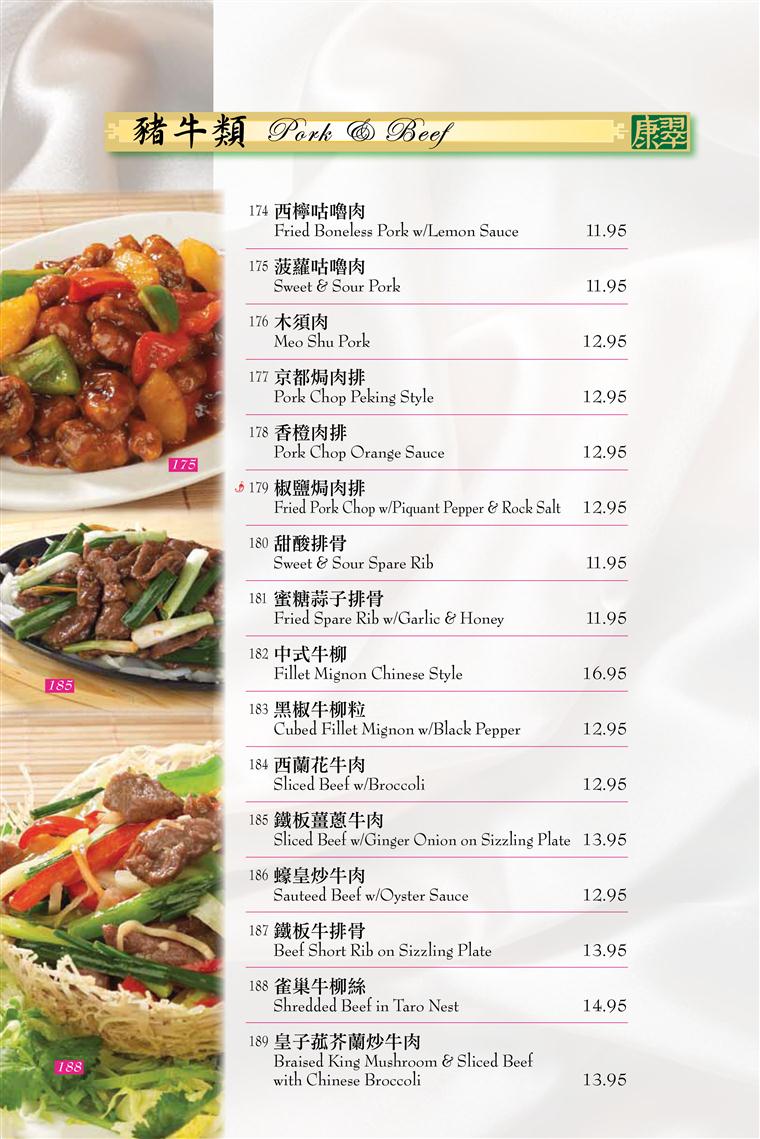 豬牛類 Pork & Beef 康翠
174 西檸咕嚕肉
Fried Boneless Pork w/Lemon Sauce 11.95
175 菠蘿咕嚕肉
Sweet & Sour Pork 11.95
176 木須肉
Meo Shu Pork 12.95
177 京都焗肉排
Pork Chop Peking Style 12.95
178 香橙肉排
Pork Chop Orange Sauce 12.95
179 椒鹽焗肉排
Fried Pork Chop w/Piquant Pepper & Rock Salt 12.95
180 甜酸排骨
Sweet & Sour Spare Rib 11.95
181 蜜糖蒜子排骨
Fried Spare Rib w/Garlic & Honey 11.95
182 中式牛柳
Fillet Mignon Chinese Style 16.95
183 黑椒牛柳粒
Cubed Fillet Mignon w/Black Pepper 12.95
184 西蘭花牛肉
Sliced Beef w/Broccoli 12.95
185 鐵板薑蔥牛肉
Sliced Beef w/Ginger Onion on Sizzling Plate 13.95
186 蠔皇炒牛肉
Sauteed Beef w/Oyster Sauce 12.95
187 鐵板牛排骨
Beef Short Rib on Sizzling Plate 13.95
188 雀巢牛柳絲
Shredded Beef in Taro Nest 14.95
189 皇子菰芥蘭炒牛肉
Braised King Mushroom & Sliced Beef
with Chinese Broccoli 13.95
175
185
188